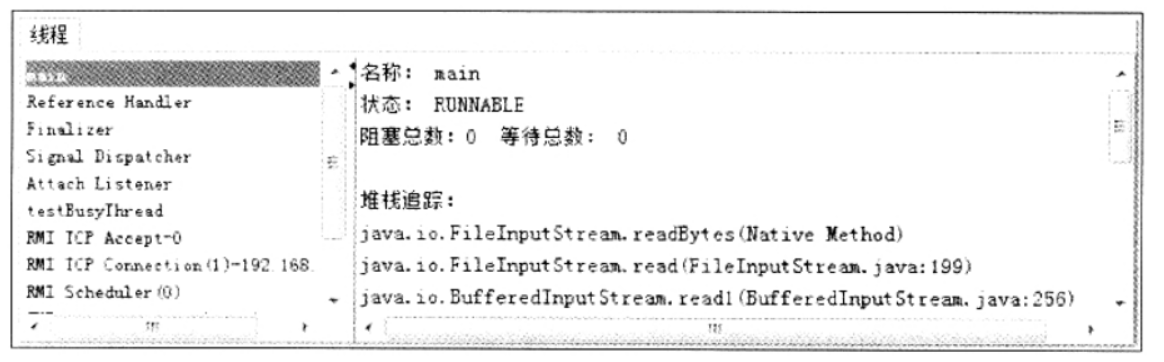 线程
main
Reference Handler
Finalizer
Signal Dispatcher
Attach Listener
testBusyThread
RMI TCP Accept-0
RMI TCP Connection(1)-192.168.
RMI Scheduler(0)
名称： main
状态： RUNNABLE
阻塞总数：0 等待总数： 0
堆栈追踪：
java.io.FileInputStream.readBytes(Native Method)
java.io.FileInputStream.read(FileInputStream.java:199)
java.io.BufferedInputStream.read1(BufferedInputStream.java:256)